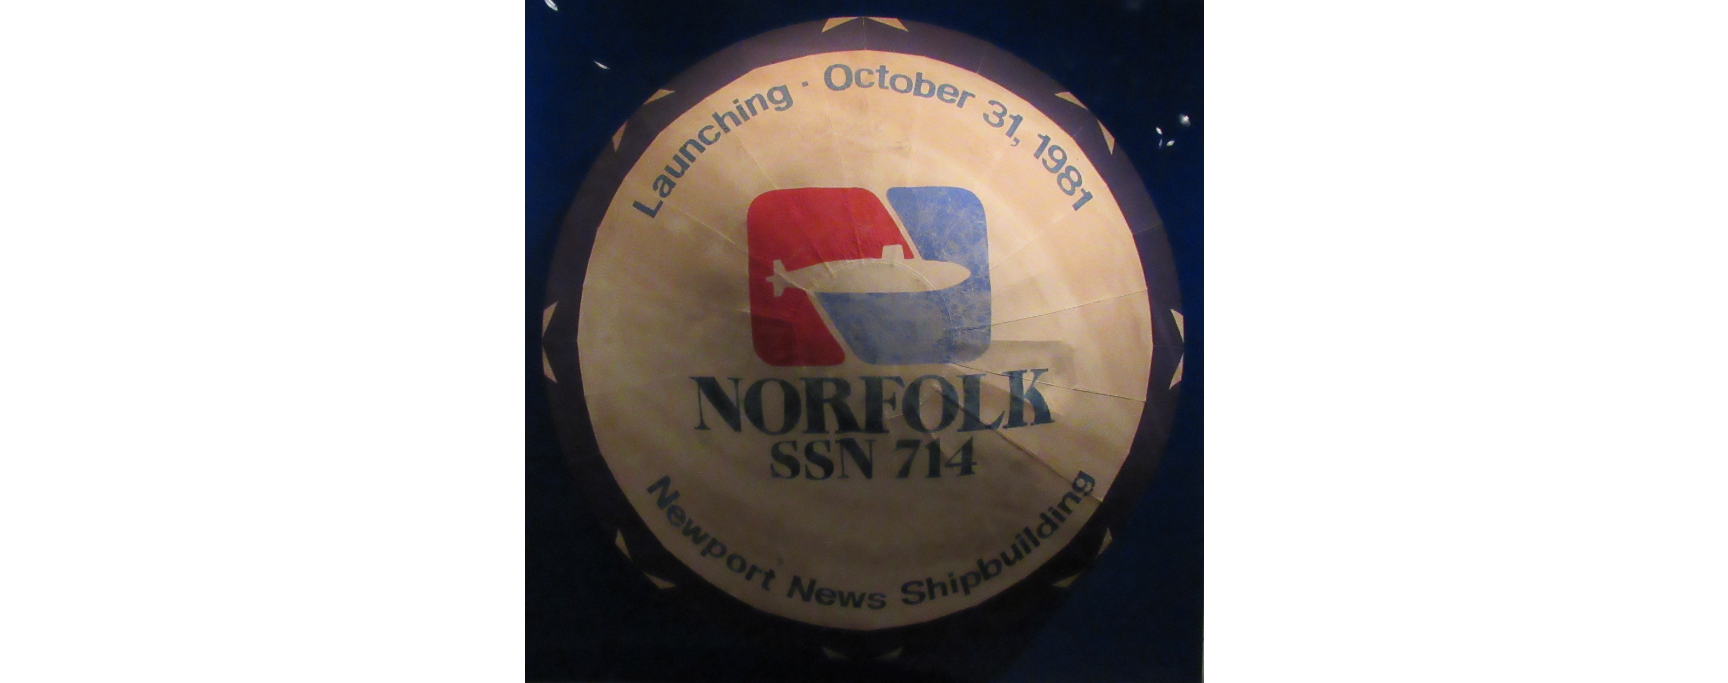 Launching · October 31, 1981
NORFOLK
SSN 714
Newport News Shipbuilding